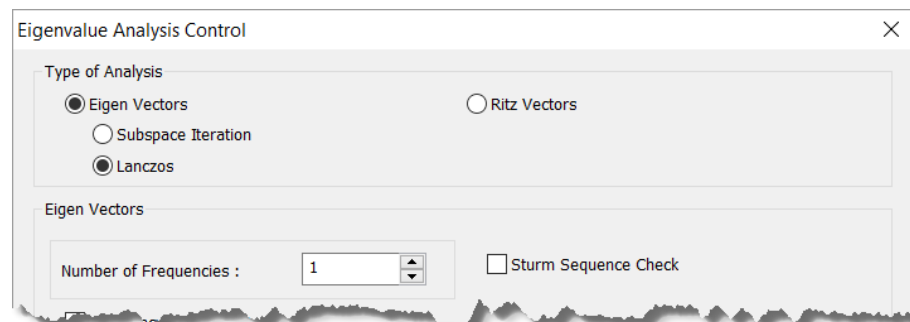 Eigenvalue Analysis Control
Type of Analysis
Eigen Vectors
Ritz Vectors
Subspace Iteration
Lanczos
Eigen Vectors
Number of Frequencies :
1
Sturm Sequence Check